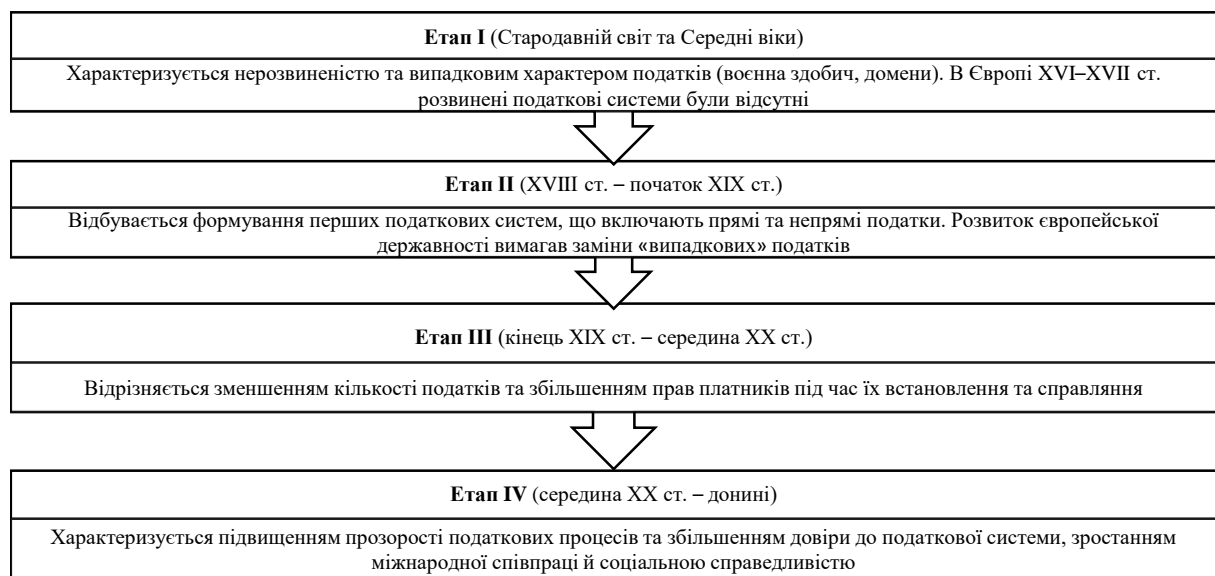 Етап I (Стародавній світ та Середні віки)
Характеризується нерозвиненістю та випадковим характером податків (воєнна здобич, домени). В Європі XVI–XVII ст.
розвинені податкові системи були відсутні
Етап II (XVIII ст. – початок XIX ст.)
Відбувається формування перших податкових систем, що включають прямі та непрямі податки. Розвиток європейської
державності вимагав заміни «випадкових» податків
Етап III (кінець XIX ст. – середина XX ст.)
Відрізняється зменшенням кількості податків та збільшенням прав платників під час їх встановлення та справляння
Етап IV (середина XX ст. – донині)
Характеризується підвищенням прозорості податкових процесів та збільшенням довіри до податкової системи, зростанням
міжнародної співпраці й соціальною справедливістю